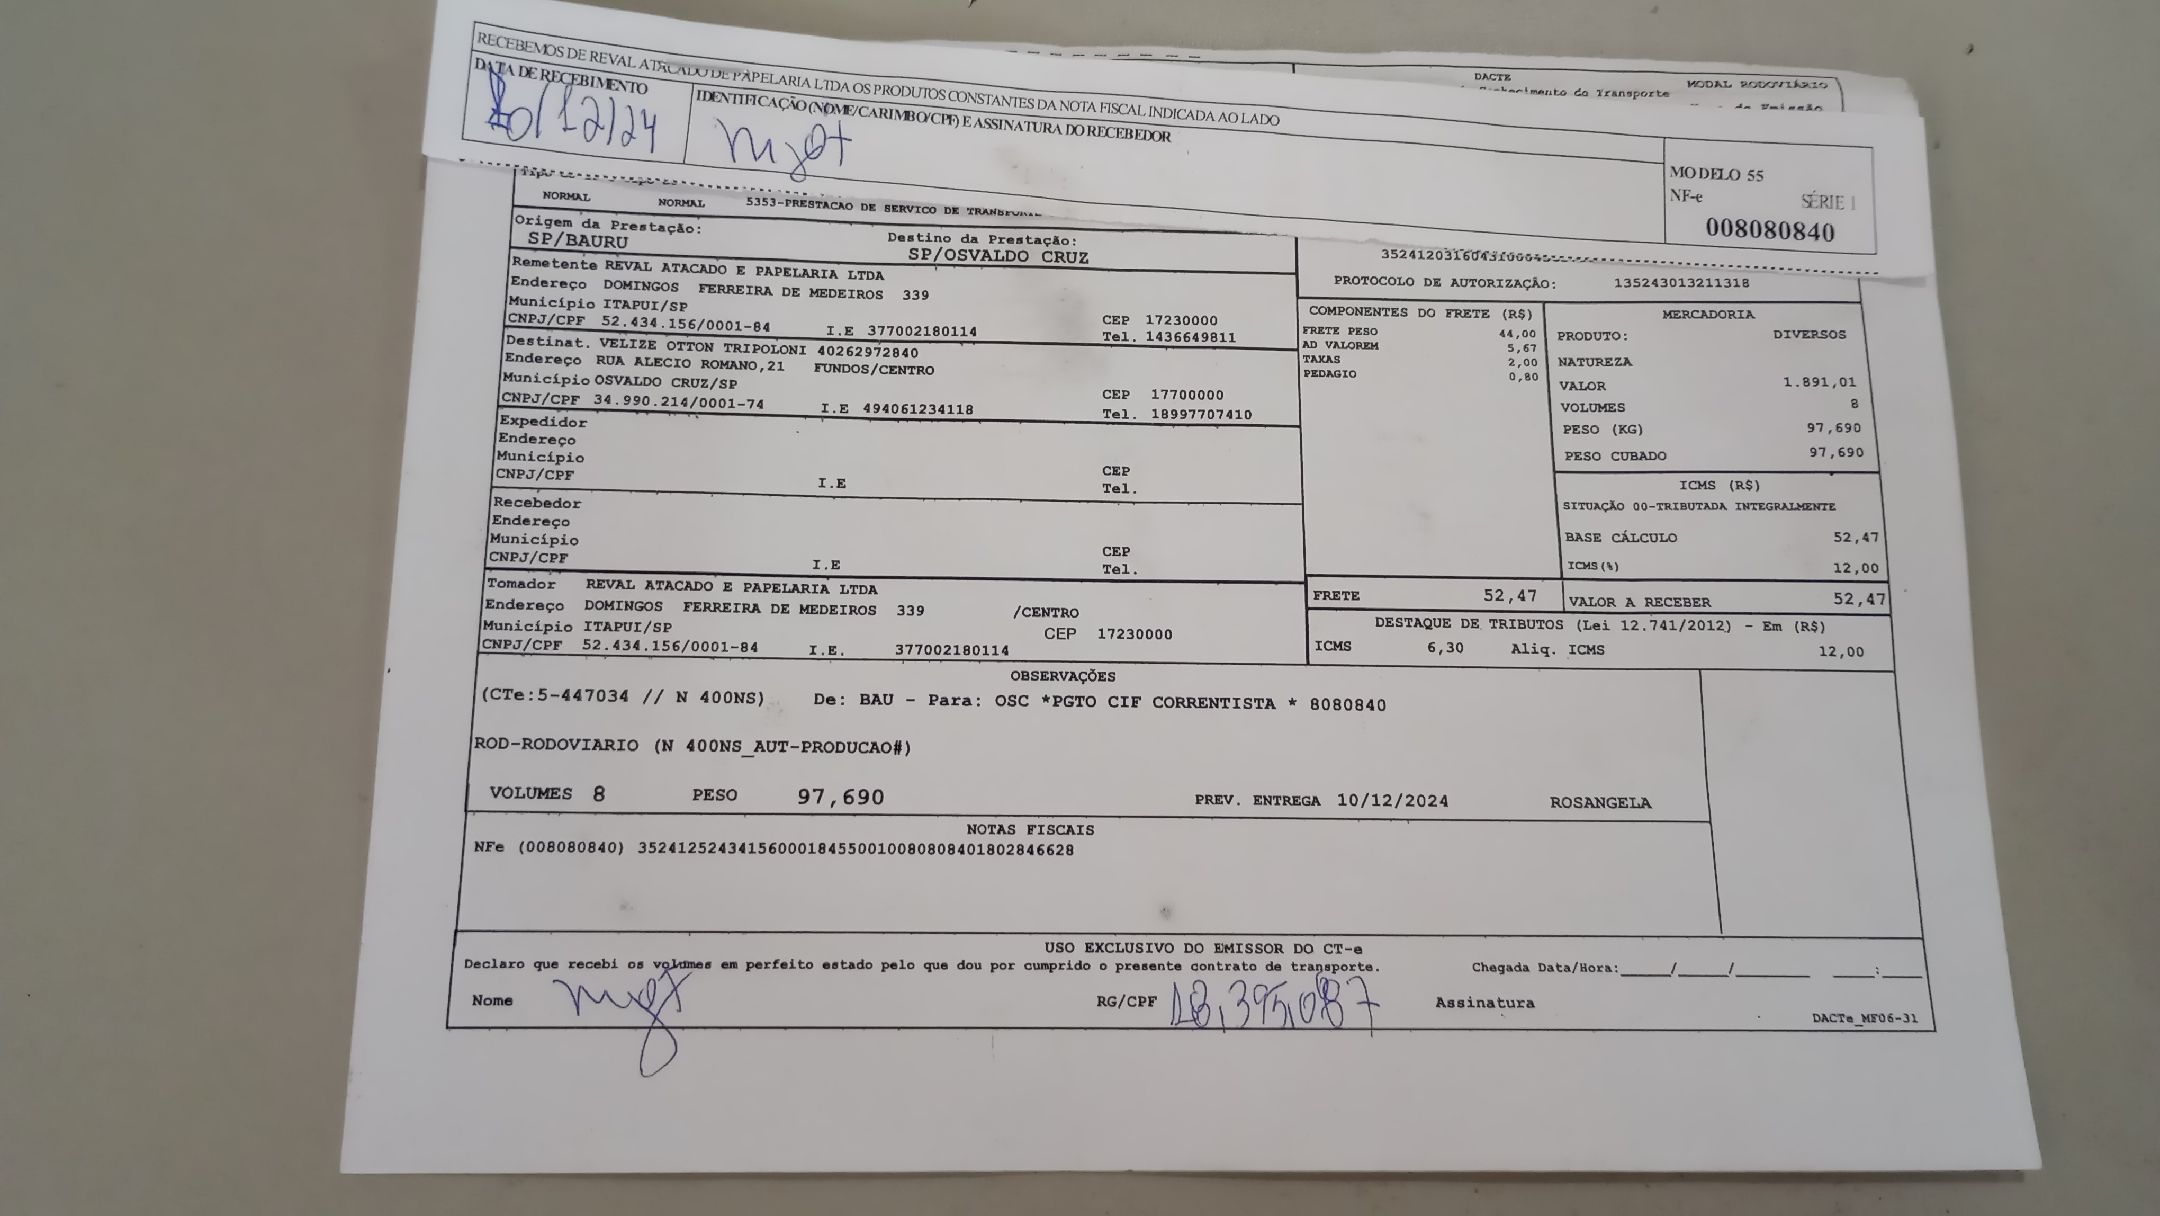 RECEBEMOS DE REVAL ATACADO DE PAPELARIA LTDA OS PRODUTOS CONSTANTES DA NOTA FISCAL INDICADA AO LADO
DATA DE RECEBIMENTO
10/12/24
IDENTIFICAÇÃO (NOME/CARIMBO/CPF) E ASSINATURA DO RECEBEDOR
MODELO 55
NF-e SÉRIE 1
008080840
DACTE
MODAL RODOVIÁRIO
do Transporte
NORMAL NORMAL 5353-PRESTACAO DE SERVICO DE TRANSPORTE
Origem da Prestação:
SP/BAURU
Destino da Prestação:
SP/OSVALDO CRUZ
PROTOCOLO DE AUTORIZAÇÃO: 135243013211318
Remetente REVAL ATACADO E PAPELARIA LTDA
Endereço DOMINGOS FERREIRA DE MEDEIROS 339
Município ITAPUI/SP CEP 17230000
CNPJ/CPF 52.434.156/0001-84 I.E 377002180114 Tel. 1436649811
Destinat. VELIZE OTTON TRIPOLONI 40262972840
Endereço RUA ALECIO ROMANO,21 FUNDOS/CENTRO
Município OSVALDO CRUZ/SP CEP 17700000
CNPJ/CPF 34.990.214/0001-74 I.E 494061234118 Tel. 18997707410
Expedidor
Endereço
Município CEP
CNPJ/CPF I.E Tel.
Recebedor
Endereço
Município CEP
CNPJ/CPF I.E Tel.
Tomador REVAL ATACADO E PAPELARIA LTDA
Endereço DOMINGOS FERREIRA DE MEDEIROS 339 /CENTRO
Município ITAPUI/SP CEP 17230000
CNPJ/CPF 52.434.156/0001-84 I.E. 377002180114
COMPONENTES DO FRETE (R$)
FRETE PESO 44,00
AD VALOREM 5,67
TAXAS 2,00
PEDAGIO 0,80
MERCADORIA
PRODUTO: DIVERSOS
NATUREZA
VALOR 1.891,01
VOLUMES 8
PESO (KG) 97,690
PESO CUBADO 97,690
ICMS (R$)
SITUAÇÃO 00-TRIBUTADA INTEGRALMENTE
BASE CÁLCULO 52,47
ICMS(%) 12,00
FRETE 52,47 VALOR A RECEBER 52,47
DESTAQUE DE TRIBUTOS (Lei 12.741/2012) - Em (R$)
ICMS 6,30 Aliq. ICMS 12,00
OBSERVAÇÕES
(CTe:5-447034 // N 400NS) De: BAU - Para: OSC *PGTO CIF CORRENTISTA * 8080840
ROD-RODOVIARIO (N 400NS_AUT-PRODUCAO#)
VOLUMES 8 PESO 97,690 PREV. ENTREGA 10/12/2024 ROSANGELA
NOTAS FISCAIS
NFe (008080840) 35241252434156000184550010080808401802846628
USO EXCLUSIVO DO EMISSOR DO CT-e
Declaro que recebi os volumes em perfeito estado pelo que dou por cumprido o presente contrato de transporte. Chegada Data/Hora:_____/_____/_______ ____:____
Nome RG/CPF 18,395,087 Assinatura
DACTe_MF06-31